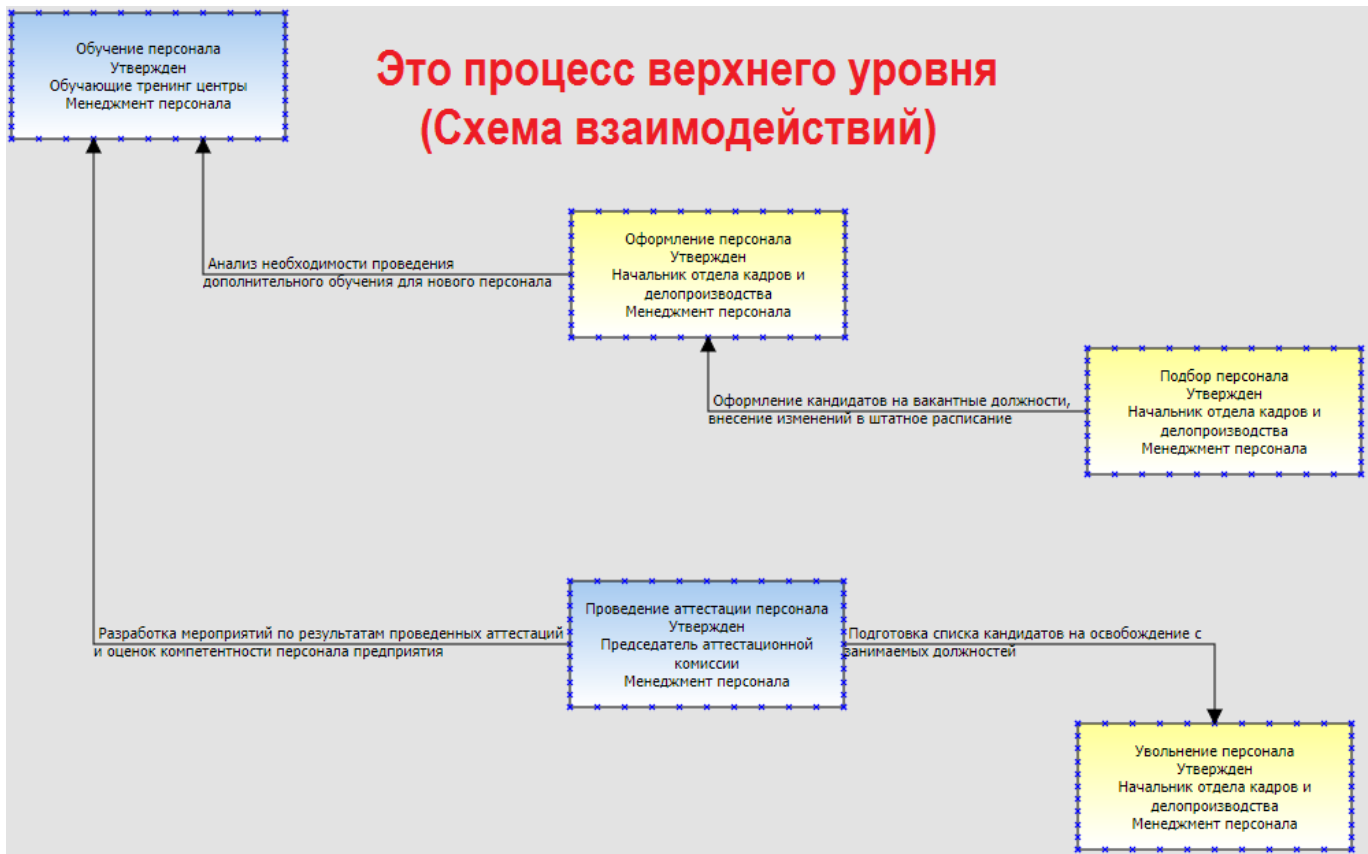 Обучение персонала
Утвержден
Обучающие тренинг центры
Менеджмент персонала
Это процесс верхнего уровня
(Схема взаимодействий)
Оформление персонала
Утвержден
Начальник отдела кадров и
делопроизводства
Менеджмент персонала
Анализ необходимости проведения
дополнительного обучения для нового персонала
Подбор персонала
Утвержден
Начальник отдела кадров и
делопроизводства
Менеджмент персонала
Оформление кандидатов на вакантные должности,
внесение изменений в штатное расписание
Разработка мероприятий по результатам проведенных аттестаций
и оценок компетентности персонала предприятия
Проведение аттестации персонала
Утвержден
Председатель аттестационной
комиссии
Менеджмент персонала
Подготовка списка кандидатов на освобождение с
занимаемых должностей
Увольнение персонала
Утвержден
Начальник отдела кадров и
делопроизводства
Менеджмент персонала